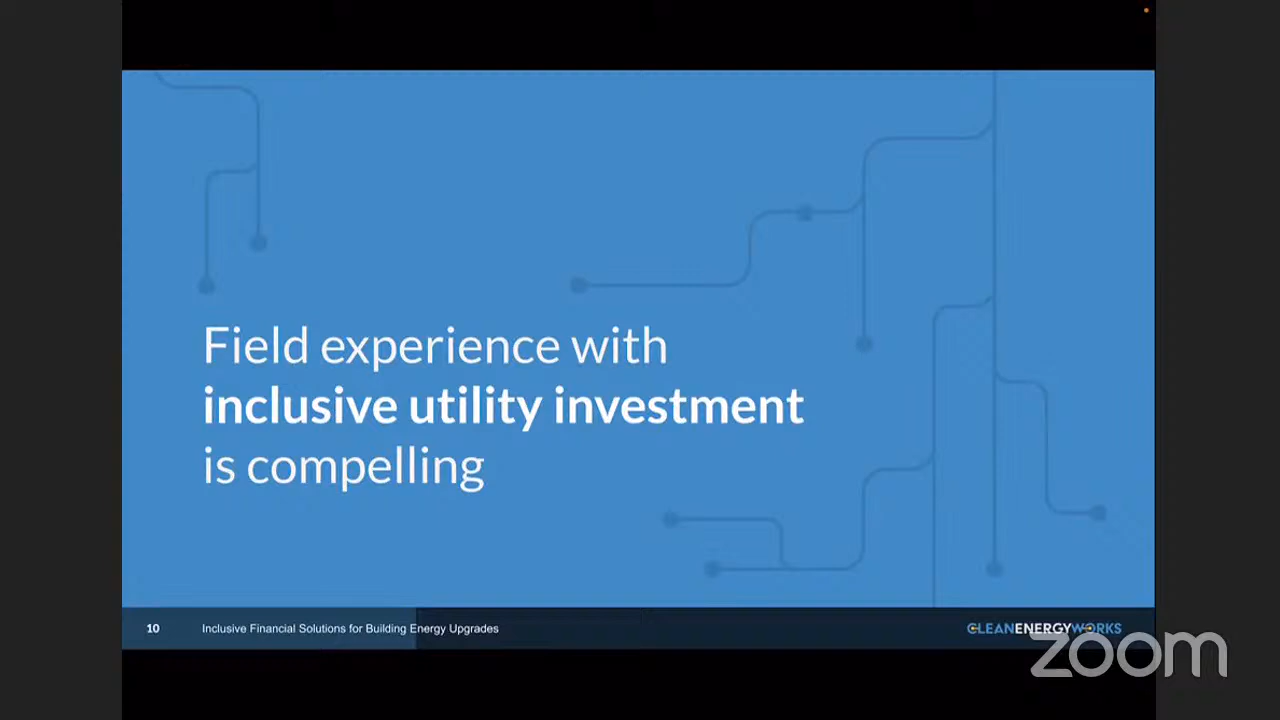 Field experience with
inclusive utility investment
is compelling
10 Inclusive Financial Solutions for Building Energy Upgrades CLEANENERGYWORKS
zoom